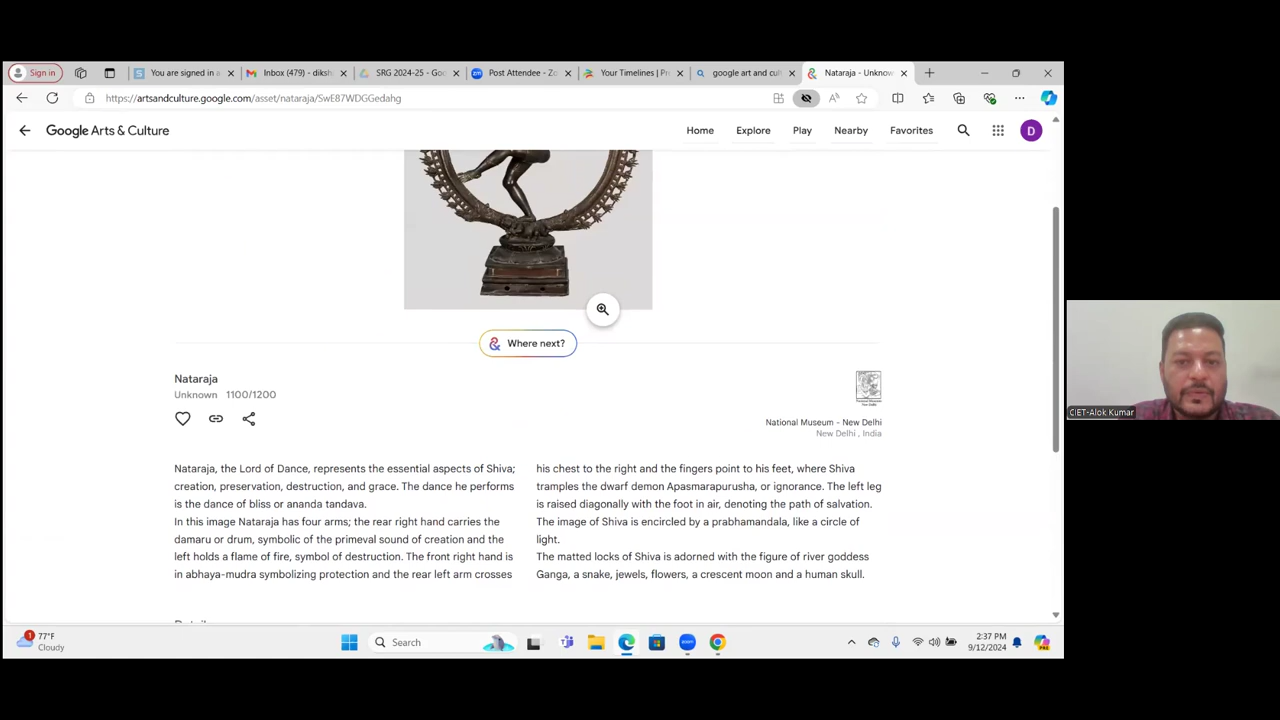 Sign in
You are signed in a
Inbox (479) - diksh
SRG 2024-25 - Goo
Post Attendee - Zo
Your Timelines | Pr
google art and cul
Nataraja - Unknow
https://artsandculture.google.com/asset/nataraja/SwE87WDGGedahg
Google Arts & Culture
Home
Explore
Play
Nearby
Favorites
D
Where next?
Nataraja
Unknown 1100/1200
National Museum - New Delhi
New Delhi , India
Nataraja, the Lord of Dance, represents the essential aspects of Shiva;
creation, preservation, destruction, and grace. The dance he performs
is the dance of bliss or ananda tandava.
In this image Nataraja has four arms; the rear right hand carries the
damaru or drum, symbolic of the primeval sound of creation and the
left holds a flame of fire, symbol of destruction. The front right hand is
in abhaya-mudra symbolizing protection and the rear left arm crosses
his chest to the right and the fingers point to his feet, where Shiva
tramples the dwarf demon Apasmarapurusha, or ignorance. The left leg
is raised diagonally with the foot in air, denoting the path of salvation.
The image of Shiva is encircled by a prabhamandala, like a circle of
light.
The matted locks of Shiva is adorned with the figure of river goddess
Ganga, a snake, jewels, flowers, a crescent moon and a human skull.
CIET-Alok Kumar
1
77°F
Cloudy
Search
2:37 PM
9/12/2024